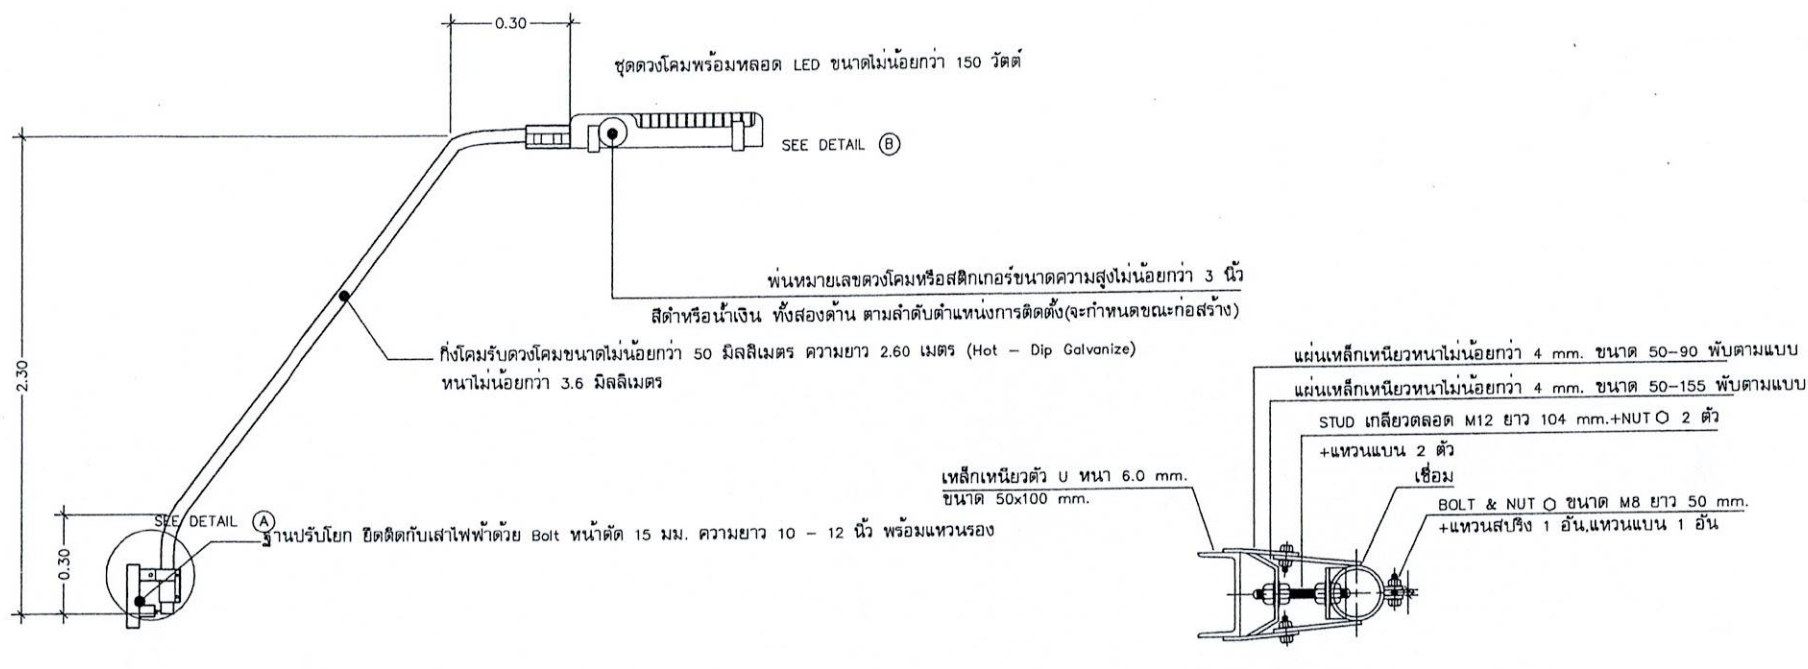 0.30
ชุดดวงโคมพร้อมหลอด LED ขนาดไม่น้อยกว่า 150 วัตต์
SEE DETAIL B
2.30
พ่นหมายเลขดวงโคมหรือสติกเกอร์ขนาดความสูงไม่น้อยกว่า 3 นิ้ว
สีดำหรือน้ำเงิน ทั้งสองด้าน ตามลำดับตำแหน่งการติดตั้ง(จะกำหนดขณะก่อสร้าง)
กิ่งโคมรับดวงโคมขนาดไม่น้อยกว่า 50 มิลลิเมตร ความยาว 2.60 เมตร (Hot - Dip Galvanize)
หนาไม่น้อยกว่า 3.6 มิลลิเมตร
SEE DETAIL A
ฐานปรับโยก ยึดติดกับเสาไฟฟ้าด้วย Bolt หน้าตัด 15 มม. ความยาว 10 - 12 นิ้ว พร้อมแหวนรอง
0.30
แผ่นเหล็กเหนียวหนาไม่น้อยกว่า 4 mm. ขนาด 50-90 พับตามแบบ
แผ่นเหล็กเหนียวหนาไม่น้อยกว่า 4 mm. ขนาด 50-155 พับตามแบบ
STUD เกลียวตลอด M12 ยาว 104 mm.+NUT 2 ตัว
+แหวนแบน 2 ตัว
เหล็กเหนียวตัว U หนา 6.0 mm.
ขนาด 50x100 mm.
เชื่อม
BOLT & NUT ขนาด M8 ยาว 50 mm.
+แหวนสปริง 1 อัน,แหวนแบน 1 อัน